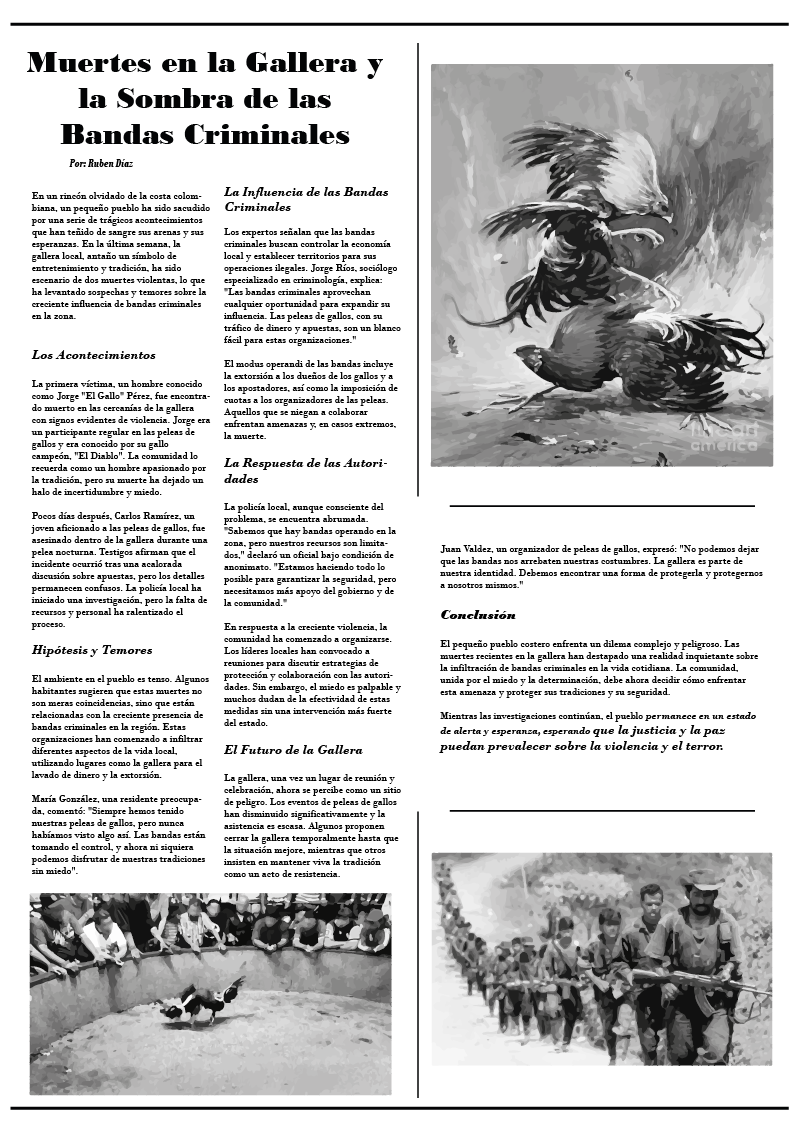 Muertes en la Gallera y
la Sombra de las
Bandas Criminales
Por: Ruben Díaz
En un rincón olvidado de la costa colom-
biana, un pequeño pueblo ha sido sacudido
por una serie de trágicos acontecimientos
que han teñido de sangre sus arenas y sus
esperanzas. En la última semana, la
gallera local, antaño un símbolo de
entretenimiento y tradición, ha sido
escenario de dos muertes violentas, lo que
ha levantado sospechas y temores sobre la
creciente influencia de bandas criminales
en la zona.
Los Acontecimientos
La primera víctima, un hombre conocido
como Jorge "El Gallo" Pérez, fue encontra-
do muerto en las cercanías de la gallera
con signos evidentes de violencia. Jorge era
un participante regular en las peleas de
gallos y era conocido por su gallo
campeón, "El Diablo". La comunidad lo
recuerda como un hombre apasionado por
la tradición, pero su muerte ha dejado un
halo de incertidumbre y miedo.
Pocos días después, Carlos Ramírez, un
joven aficionado a las peleas de gallos, fue
asesinado dentro de la gallera durante una
pelea nocturna. Testigos afirman que el
incidente ocurrió tras una acalorada
discusión sobre apuestas, pero los detalles
permanecen confusos. La policía local ha
iniciado una investigación, pero la falta de
recursos y personal ha ralentizado el
proceso.
Hipótesis y Temores
El ambiente en el pueblo es tenso. Algunos
habitantes sugieren que estas muertes no
son meras coincidencias, sino que están
relacionadas con la creciente presencia de
bandas criminales en la región. Estas
organizaciones han comenzado a infiltrar
diferentes aspectos de la vida local,
utilizando lugares como la gallera para el
lavado de dinero y la extorsión.
María González, una residente preocupa-
da, comentó: "Siempre hemos tenido
nuestras peleas de gallos, pero nunca
habíamos visto algo así. Las bandas están
tomando el control, y ahora ni siquiera
podemos disfrutar de nuestras tradiciones
sin miedo".
La Influencia de las Bandas
Criminales
Los expertos señalan que las bandas
criminales buscan controlar la economía
local y establecer territorios para sus
operaciones ilegales. Jorge Ríos, sociólogo
especializado en criminología, explica:
"Las bandas criminales aprovechan
cualquier oportunidad para expandir su
influencia. Las peleas de gallos, con su
tráfico de dinero y apuestas, son un blanco
fácil para estas organizaciones."
El modus operandi de las bandas incluye
la extorsión a los dueños de los gallos y a
los apostadores, así como la imposición de
cuotas a los organizadores de las peleas.
Aquellos que se niegan a colaborar
enfrentan amenazas y, en casos extremos,
la muerte.
La Respuesta de las Autori-
dades
La policía local, aunque consciente del
problema, se encuentra abrumada.
"Sabemos que hay bandas operando en la
zona, pero nuestros recursos son limita-
dos," declaró un oficial bajo condición de
anonimato. "Estamos haciendo todo lo
posible para garantizar la seguridad, pero
necesitamos más apoyo del gobierno y de
la comunidad."
En respuesta a la creciente violencia, la
comunidad ha comenzado a organizarse.
Los líderes locales han convocado a
reuniones para discutir estrategias de
protección y colaboración con las autori-
dades. Sin embargo, el miedo es palpable y
muchos dudan de la efectividad de estas
medidas sin una intervención más fuerte
del estado.
El Futuro de la Gallera
La gallera, una vez un lugar de reunión y
celebración, ahora se percibe como un sitio
de peligro. Los eventos de peleas de gallos
han disminuido significativamente y la
asistencia es escasa. Algunos proponen
cerrar la gallera temporalmente hasta que
la situación mejore, mientras que otros
insisten en mantener viva la tradición
como un acto de resistencia.
america
Juan Valdez, un organizador de peleas de gallos, expresó: "No podemos dejar
que las bandas nos arrebaten nuestras costumbres. La gallera es parte de
nuestra identidad. Debemos encontrar una forma de protegerla y protegernos
a nosotros mismos."
Conclusión
El pequeño pueblo costero enfrenta un dilema complejo y peligroso. Las
muertes recientes en la gallera han destapado una realidad inquietante sobre
la infiltración de bandas criminales en la vida cotidiana. La comunidad,
unida por el miedo y la determinación, debe ahora decidir cómo enfrentar
esta amenaza y proteger sus tradiciones y su seguridad.
Mientras las investigaciones continúan, el pueblo permanece en un estado
de alerta y esperanza, esperando que la justicia y la paz
puedan prevalecer sobre la violencia y el terror.